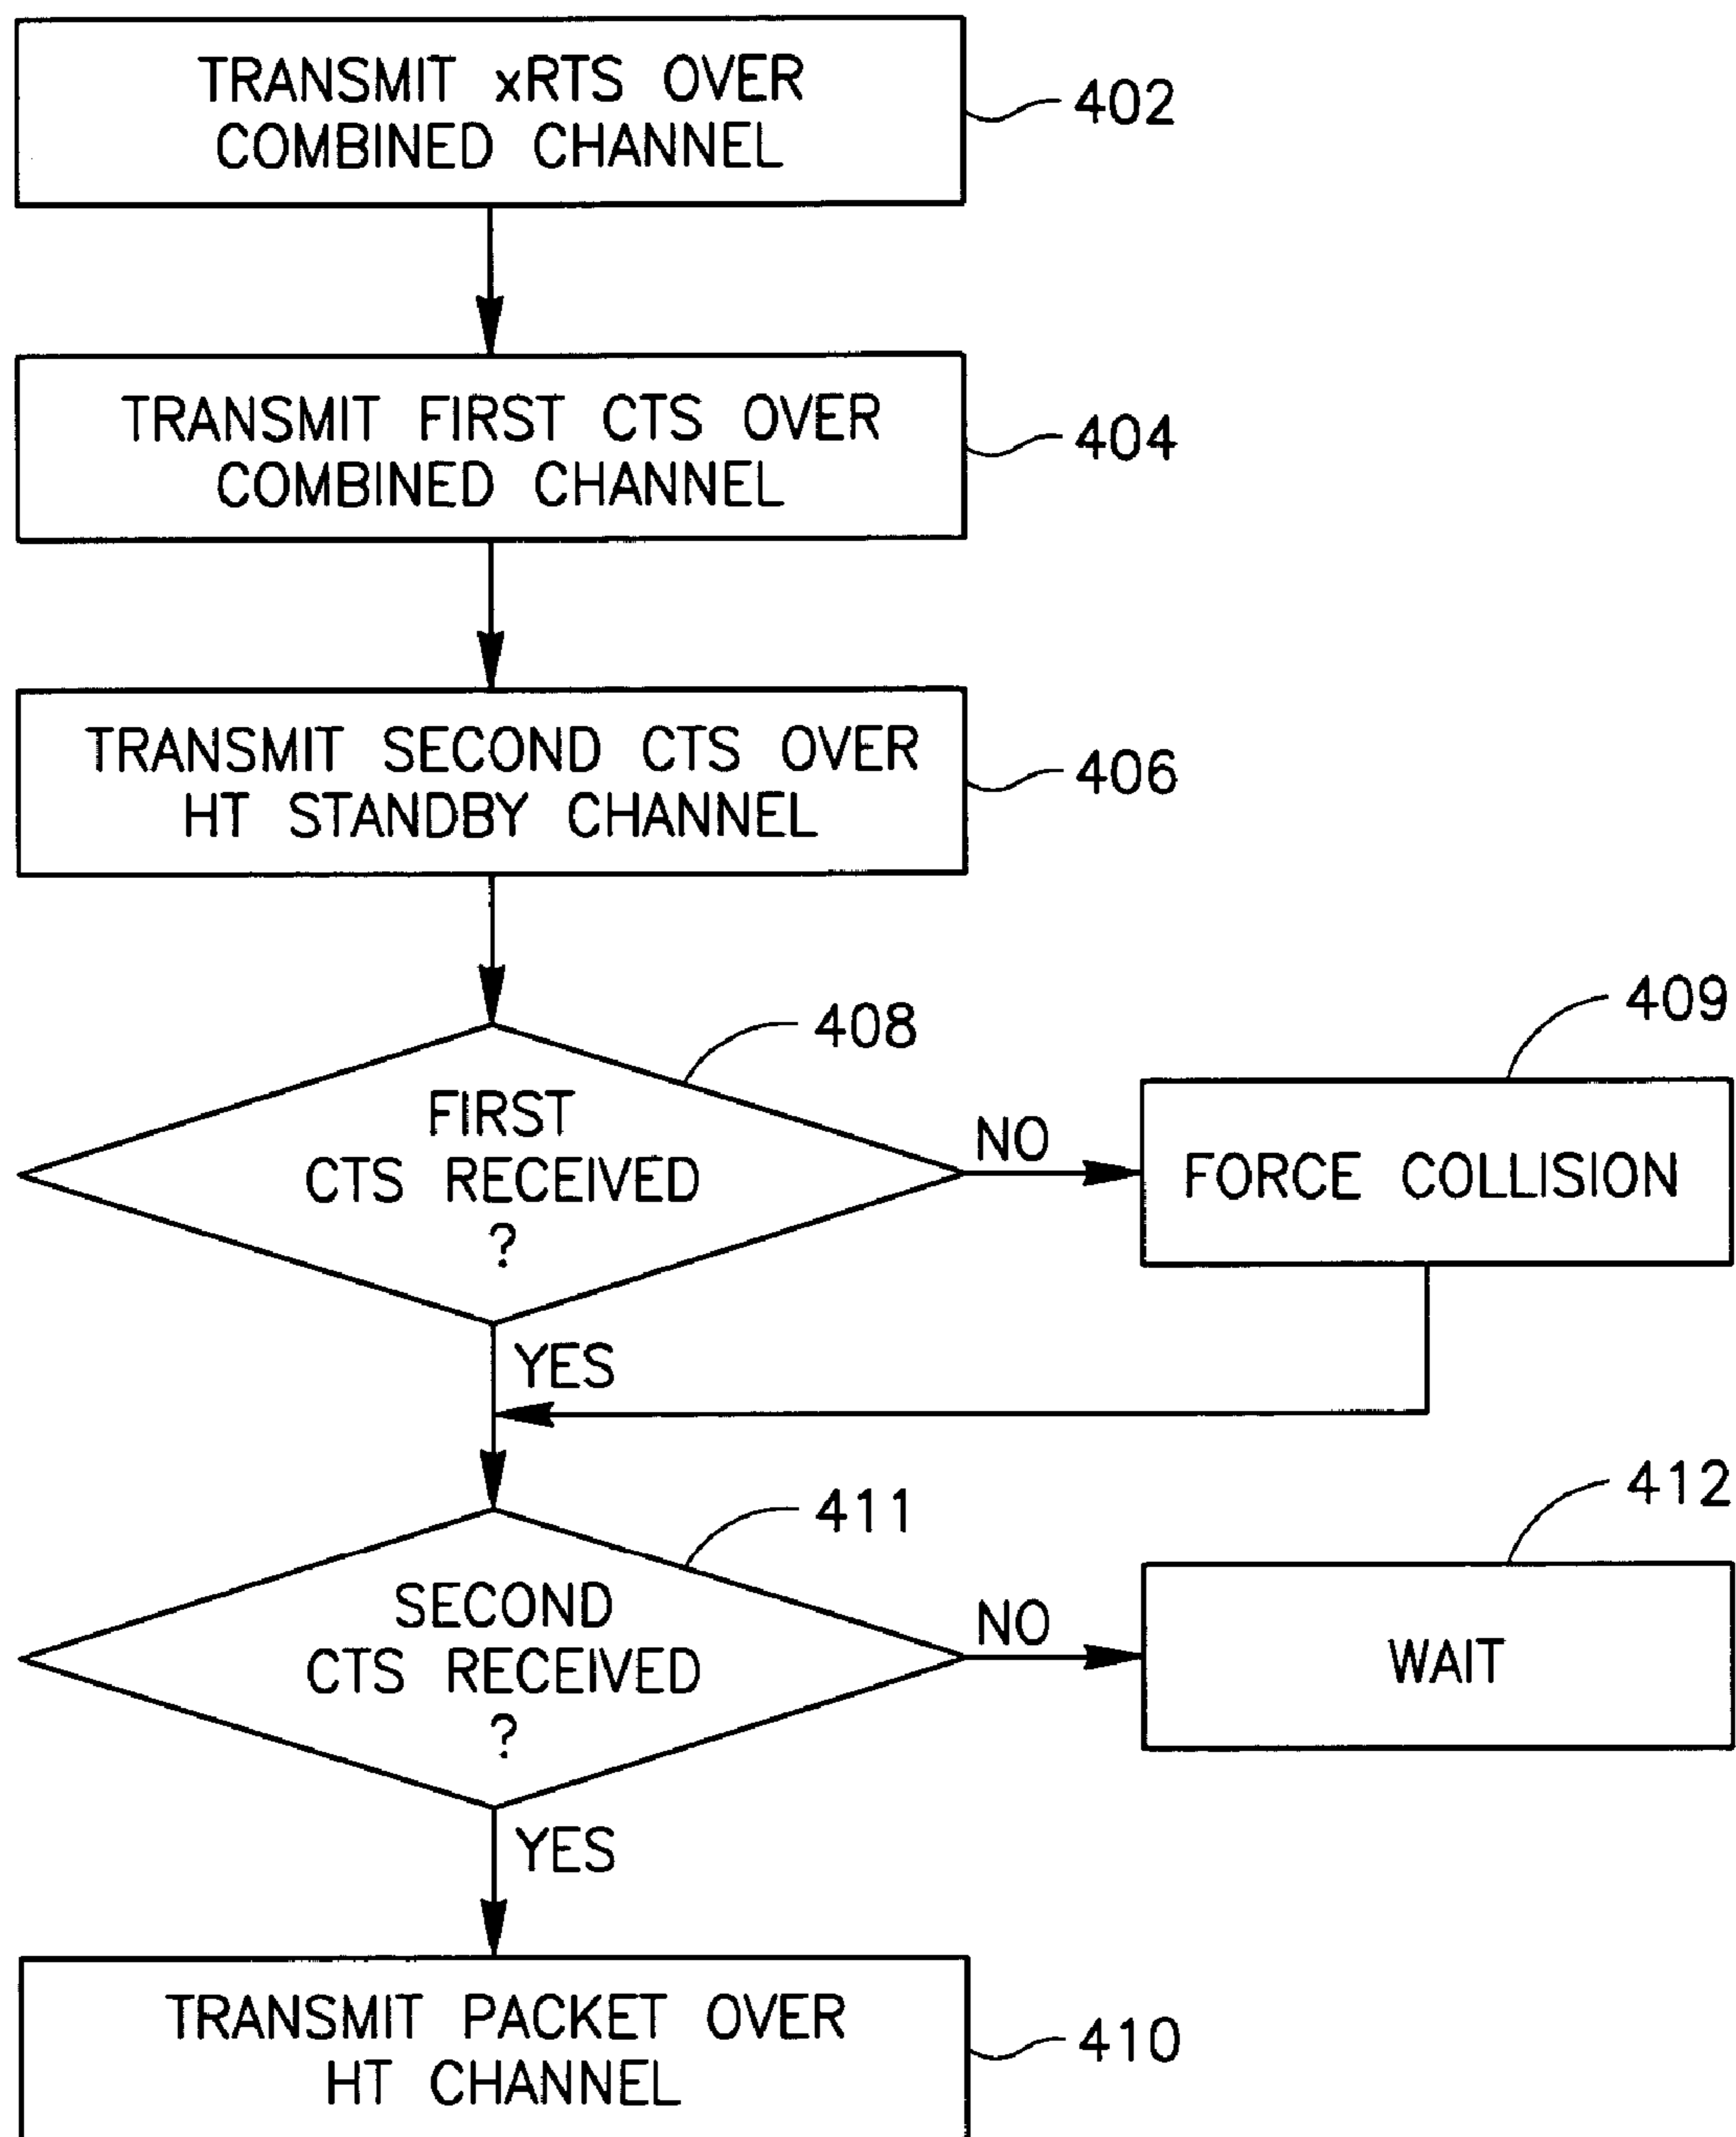 TRANSMIT xRTS OVER
COMBINED CHANNEL
402
TRANSMIT FIRST CTS OVER
COMBINED CHANNEL
404
TRANSMIT SECOND CTS OVER
HT STANDBY CHANNEL
406
408
FIRST
CTS RECEIVED
?
NO
409
FORCE COLLISION
YES
411
SECOND
CTS RECEIVED
?
NO
412
WAIT
YES
TRANSMIT PACKET OVER
HT CHANNEL
410